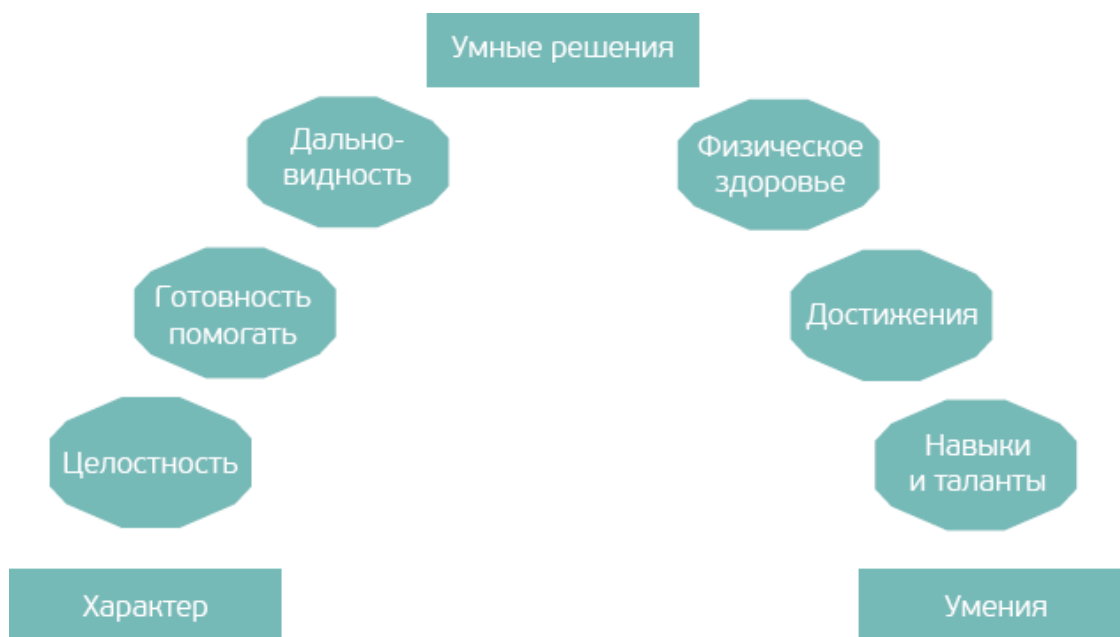 Умные решения
Дально-
видность
Физическое
здоровье
Готовность
помогать
Достижения
Целостность
Навыки
и таланты
Характер
Умения